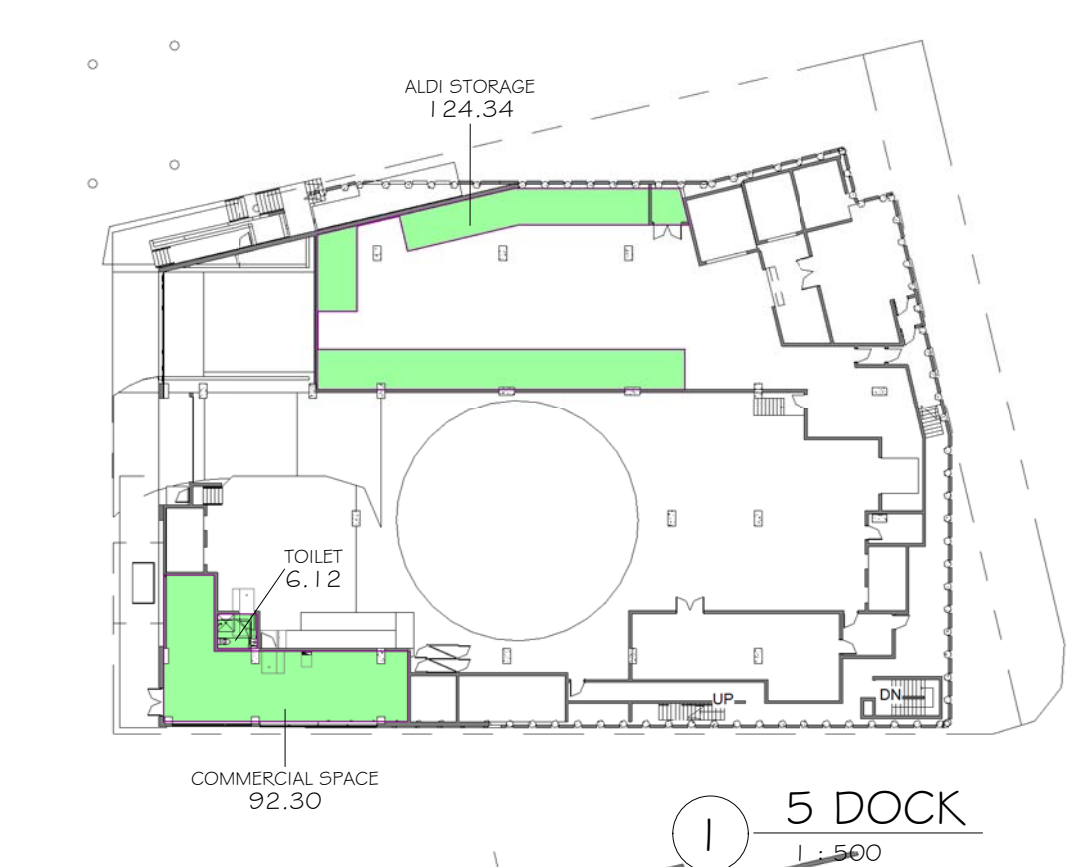 ALDI STORAGE
124.34
TOILET
6.12
UP
DN
COMMERCIAL SPACE
92.30
1
5 DOCK
1 : 500